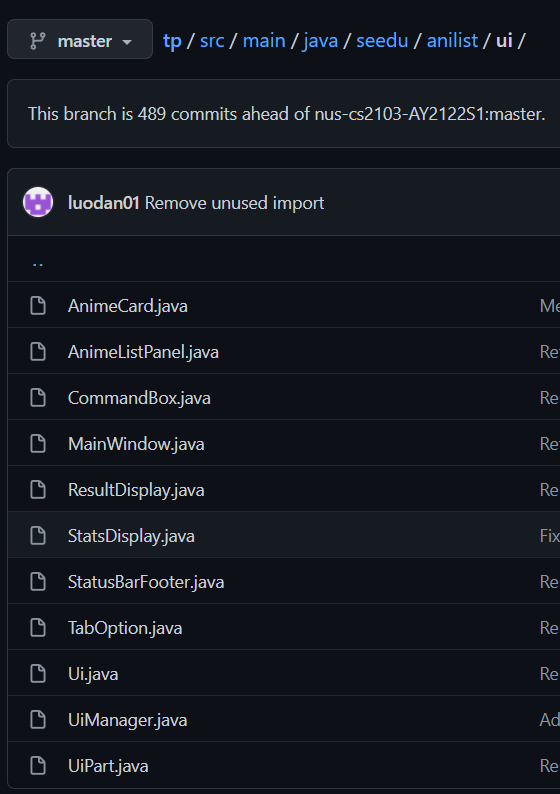 master tp / src / main / java / seedu / anilist / ui /
This branch is 489 commits ahead of nus-cs2103-AY2122S1:master.
luodan01 Remove unused import
..
AnimeCard.java Me
AnimeListPanel.java
CommandBox.java Re
MainWindow.java
ResultDisplay.java Re
StatsDisplay.java Fix
StatusBarFooter.java Re
TabOption.java Re
Ui.java Re
UiManager.java Ad
UiPart.java Re